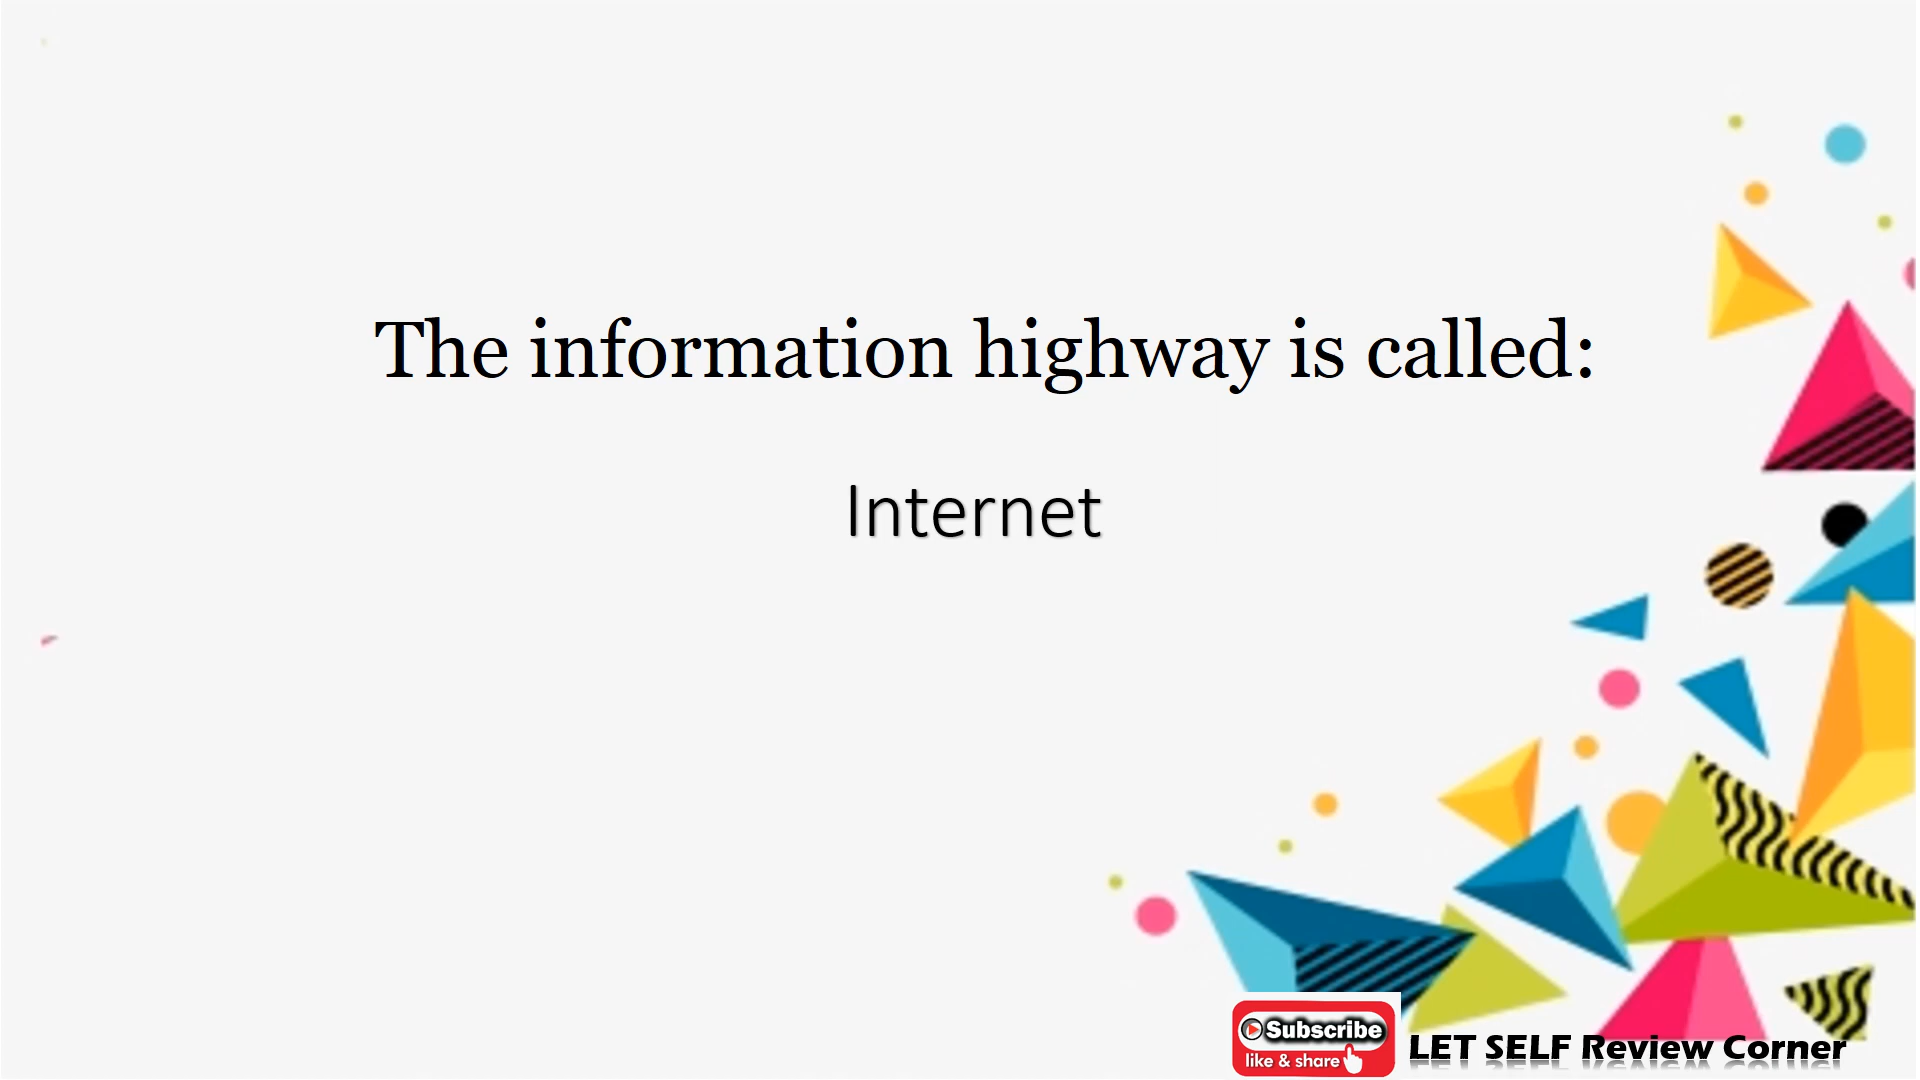 The information highway is called:
Internet
Subscribe
like & share
LET SELF Review Corner